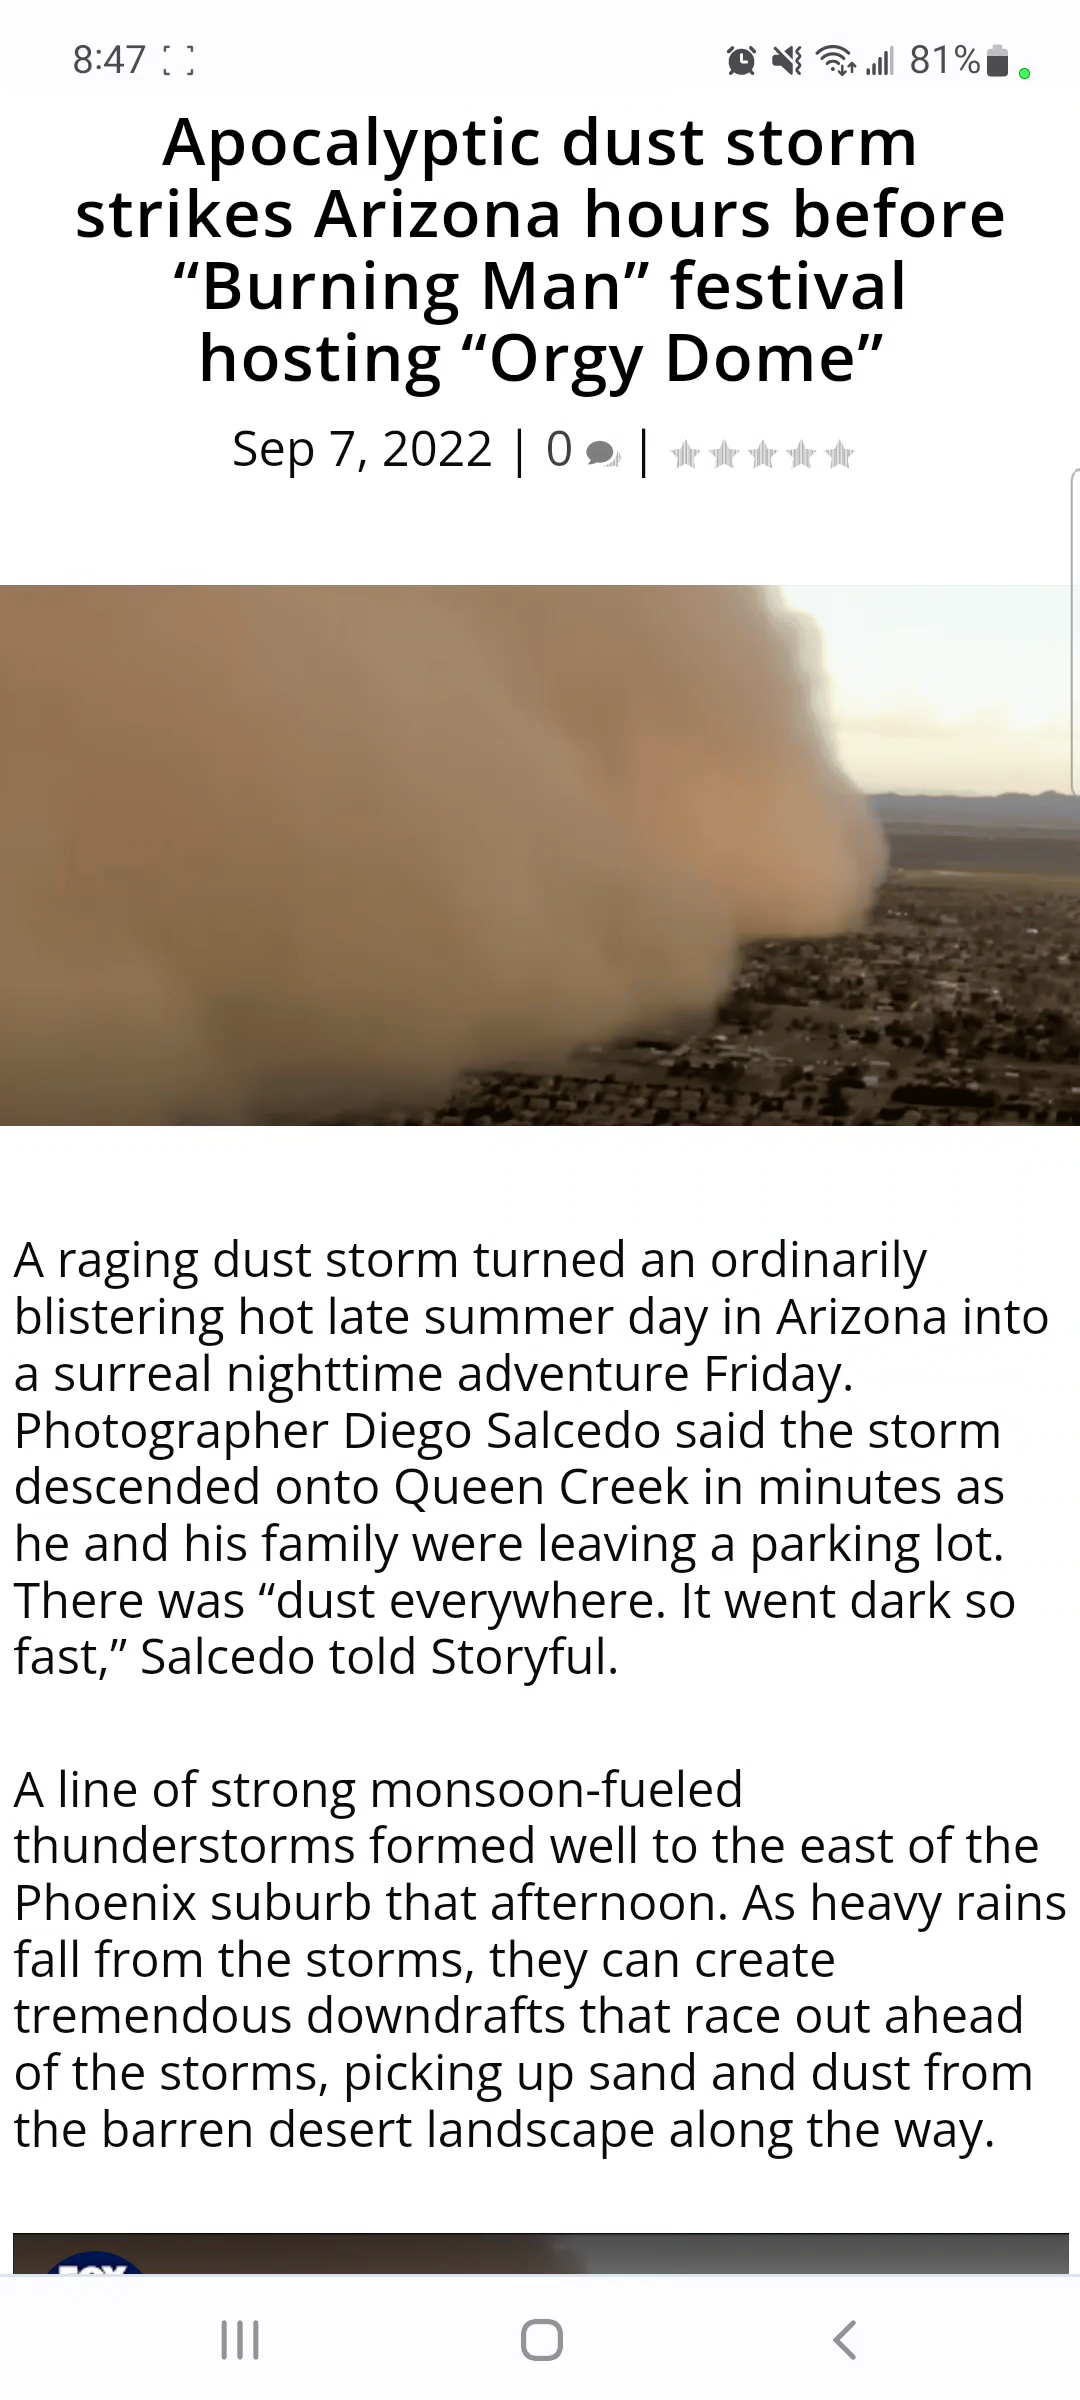 8:47
81%
Apocalyptic dust storm
strikes Arizona hours before
“Burning Man” festival
hosting “Orgy Dome”
Sep 7, 2022 | 0 |
A raging dust storm turned an ordinarily
blistering hot late summer day in Arizona into
a surreal nighttime adventure Friday.
Photographer Diego Salcedo said the storm
descended onto Queen Creek in minutes as
he and his family were leaving a parking lot.
There was “dust everywhere. It went dark so
fast,” Salcedo told Storyful.
A line of strong monsoon-fueled
thunderstorms formed well to the east of the
Phoenix suburb that afternoon. As heavy rains
fall from the storms, they can create
tremendous downdrafts that race out ahead
of the storms, picking up sand and dust from
the barren desert landscape along the way.
FOX